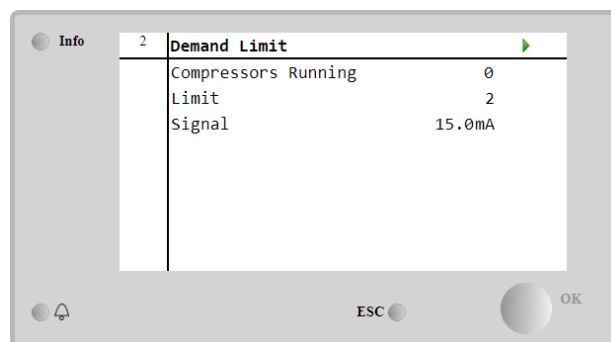 Info
2 Demand Limit
Compressors Running 0
Limit 2
Signal 15.0mA
ESC
OK